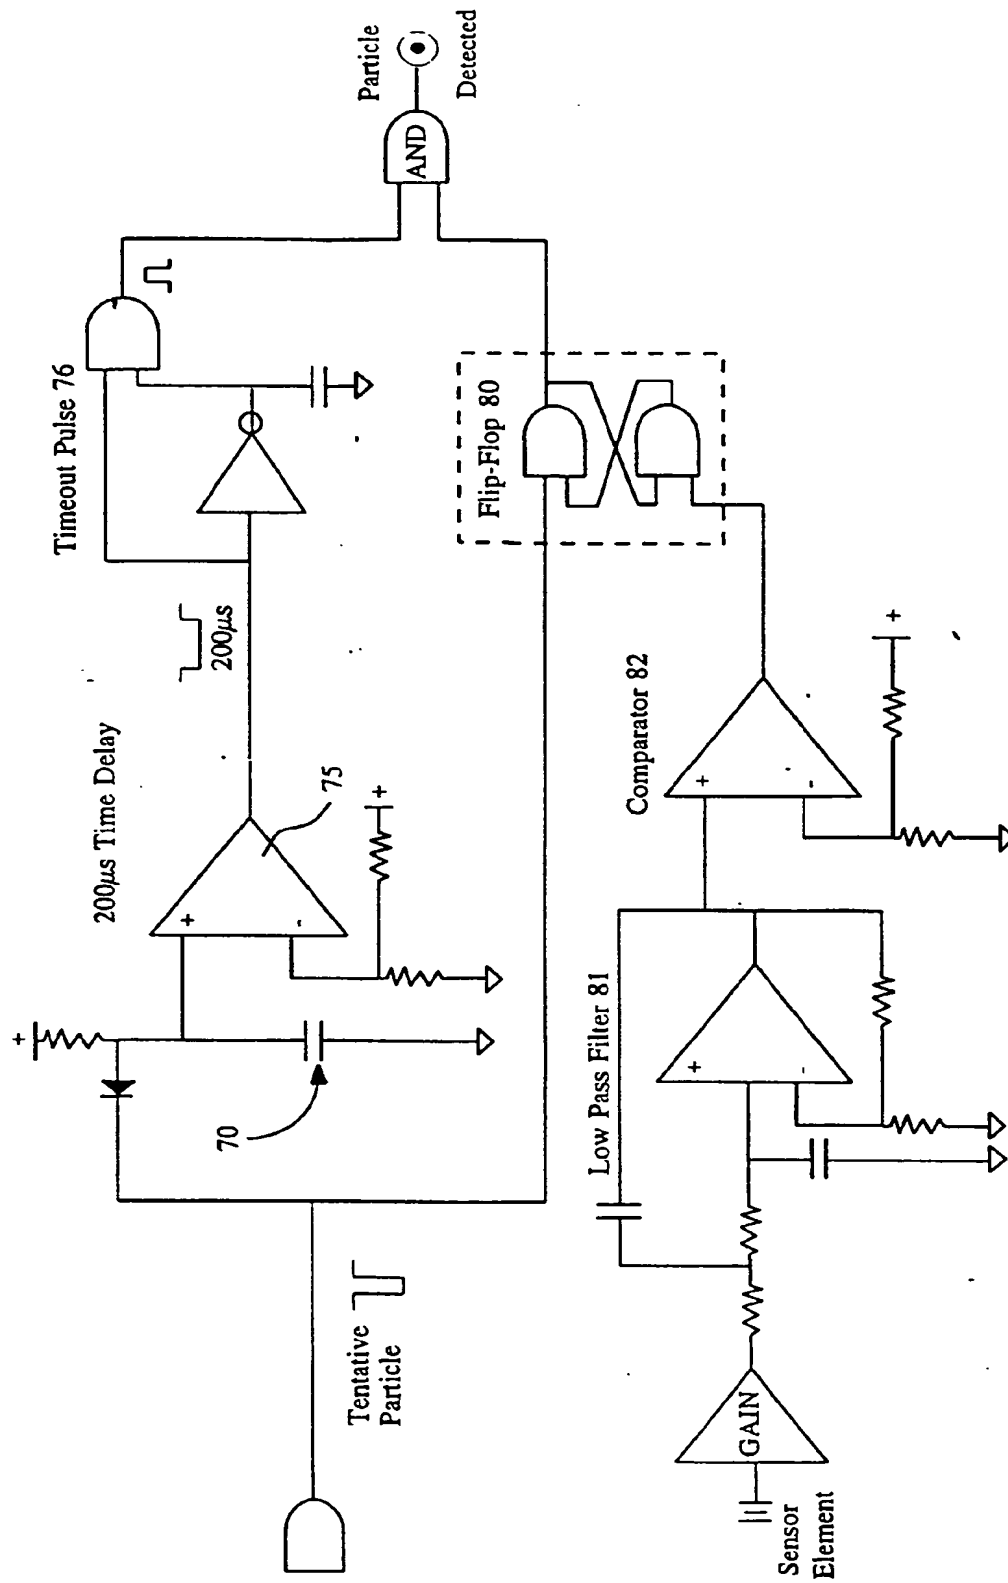 Tentative
Particle
70
200μs Time Delay
+
-
75
+
+
200μs
Timeout Pulse 76
AND
Particle
Detected
Flip-Flop 80
Sensor
Element
GAIN
Low Pass Filter 81
+
-
Comparator 82
+
-
+